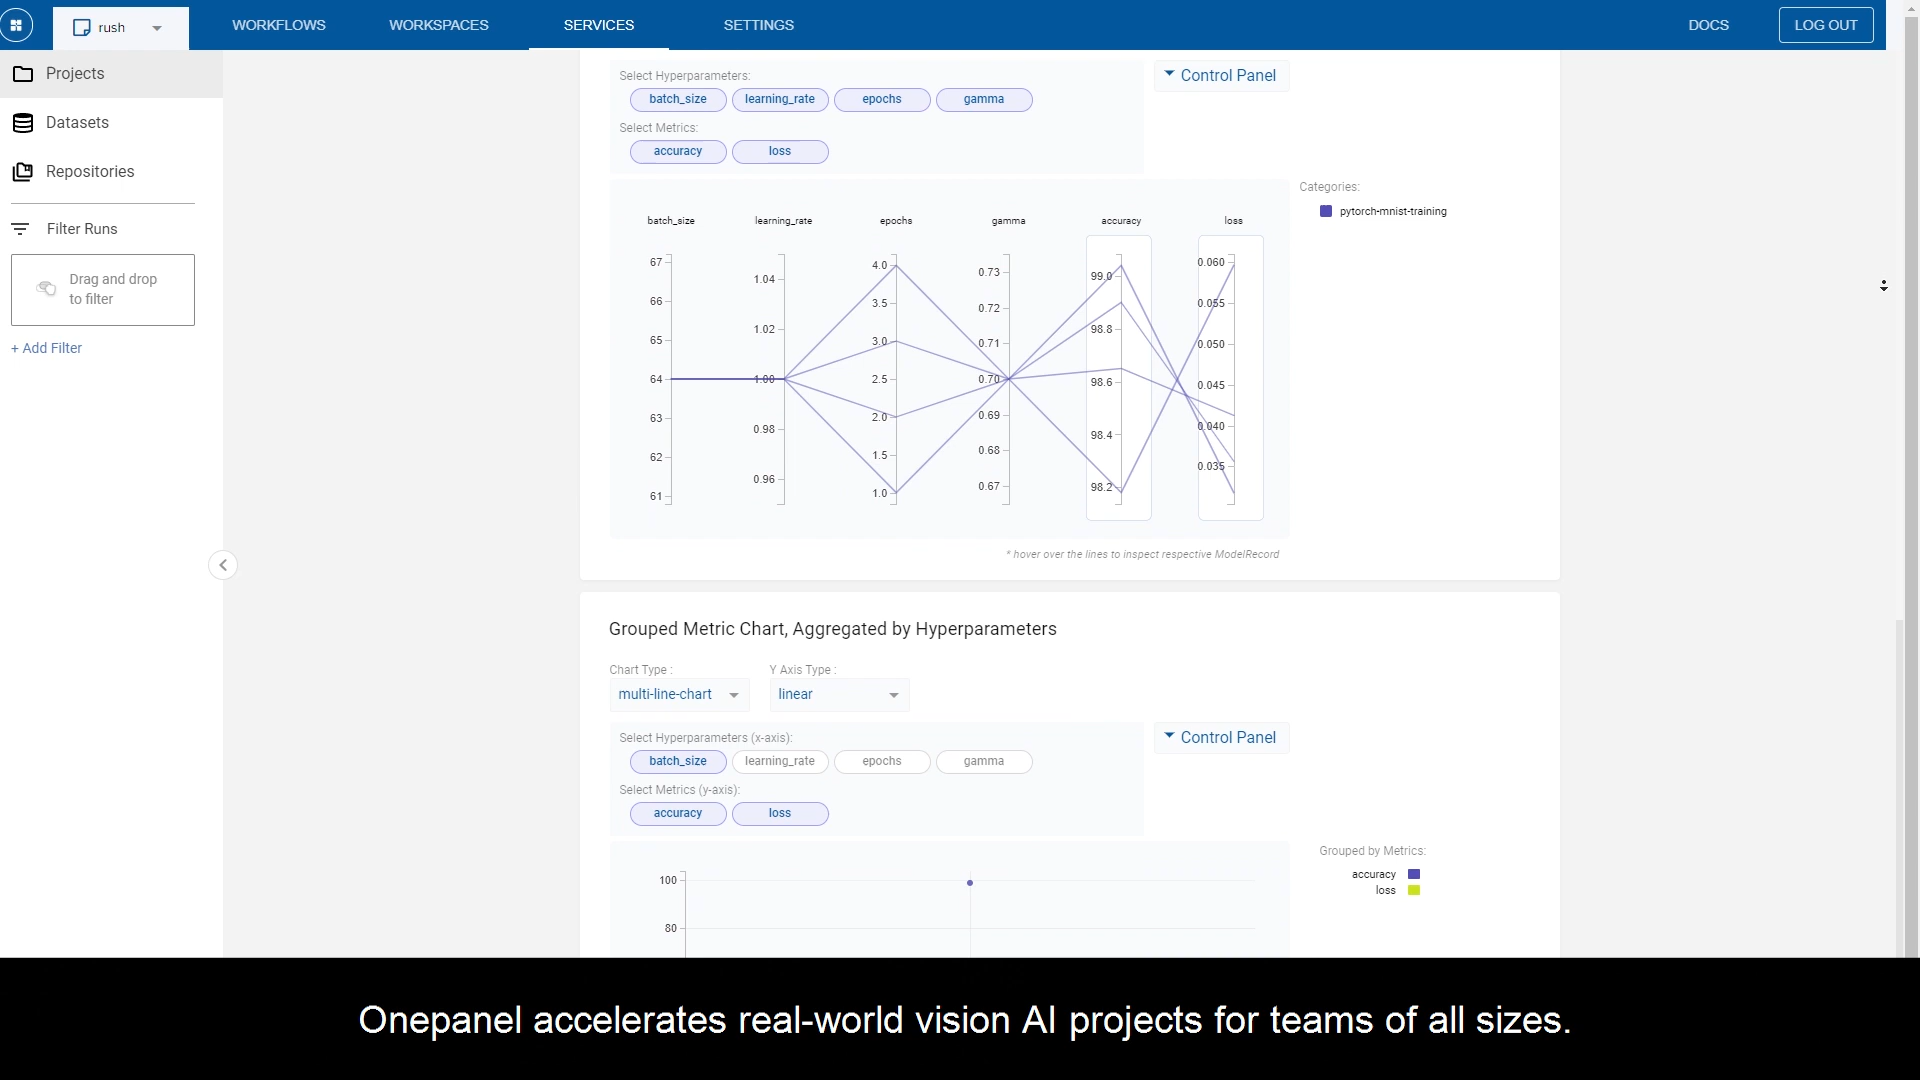 rush
WORKFLOWS
WORKSPACES
SERVICES
SETTINGS
DOCS
LOG OUT
Projects
Datasets
Repositories
Filter Runs
Drag and drop
to filter
+ Add Filter
Select Hyperparameters:
batch_size learning_rate epochs gamma
Select Metrics:
accuracy loss
Control Panel
Categories:
pytorch-mnist-training
batch_size learning_rate epochs gamma accuracy loss
67
66
65
64
63
62
61
1.04
1.02
1.00
0.98
0.96
4.0
3.5
3.0
2.5
2.0
1.5
1.0
0.73
0.72
0.71
0.70
0.69
0.68
0.67
99.0
98.8
98.6
98.4
98.2
0.060
0.055
0.050
0.045
0.040
0.035
* hover over the lines to inspect respective ModelRecord
Grouped Metric Chart, Aggregated by Hyperparameters
Chart Type :
multi-line-chart
Y Axis Type :
linear
Select Hyperparameters (x-axis):
batch_size learning_rate epochs gamma
Select Metrics (y-axis):
accuracy loss
Control Panel
Grouped by Metrics:
accuracy
loss
100
80
Onepanel accelerates real-world vision AI projects for teams of all sizes.